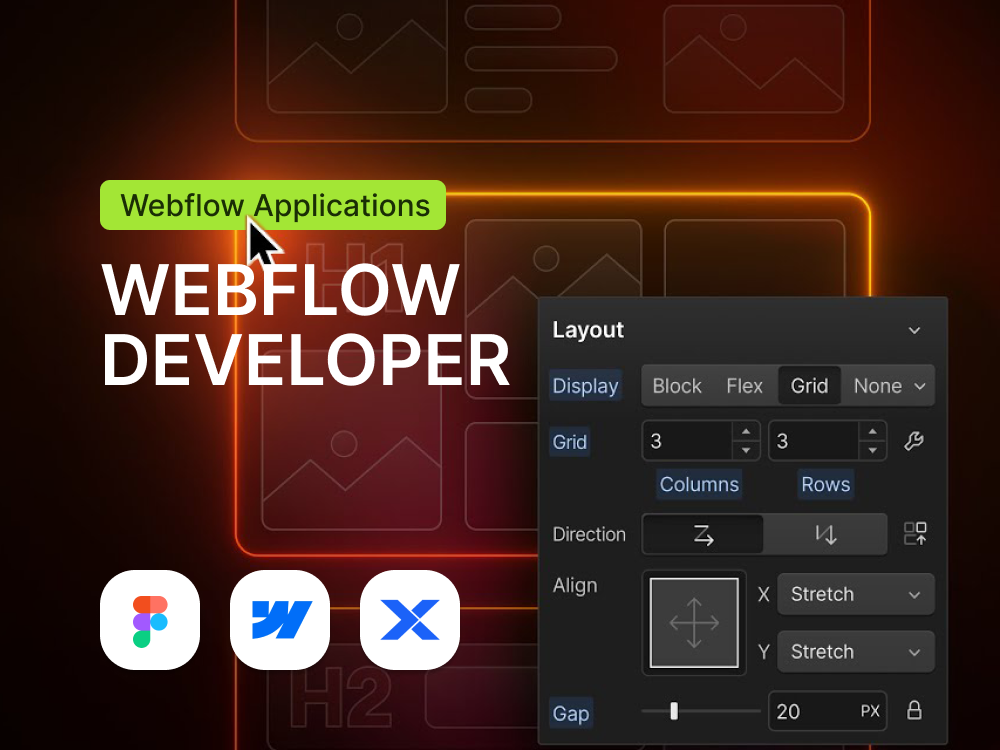 Webflow Applications
H1
WEBFLOW
DEVELOPER
Layout
Display Block Flex Grid None
Grid 3 3
Columns Rows
Direction
Align X Stretch
Y Stretch
Gap 20 PX
H2